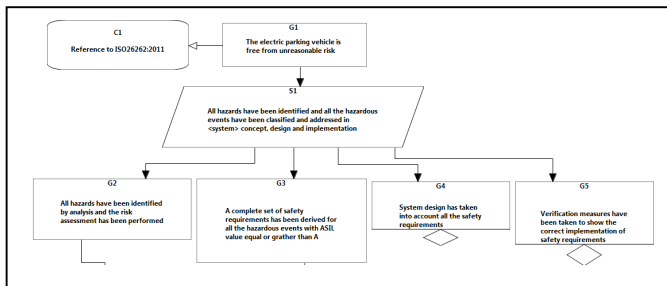 C1
Reference to ISO26262:2011
G1
The electric parking vehicle is
free from unreasonable risk
S1
All hazards have been identified and all the hazardous
events have been classified and addressed in
<system> concept, design and implementation
G2
All hazards have been identified
by analysis and the risk
assessment has been performed
G3
A complete set of safety
requirements has been derived for
all the hazardous events with ASIL
value equal or grather than A
G4
System design has taken
into account all the safety
requirements
G5
Verification measures have
been taken to show the
correct implementation of
safety requirements